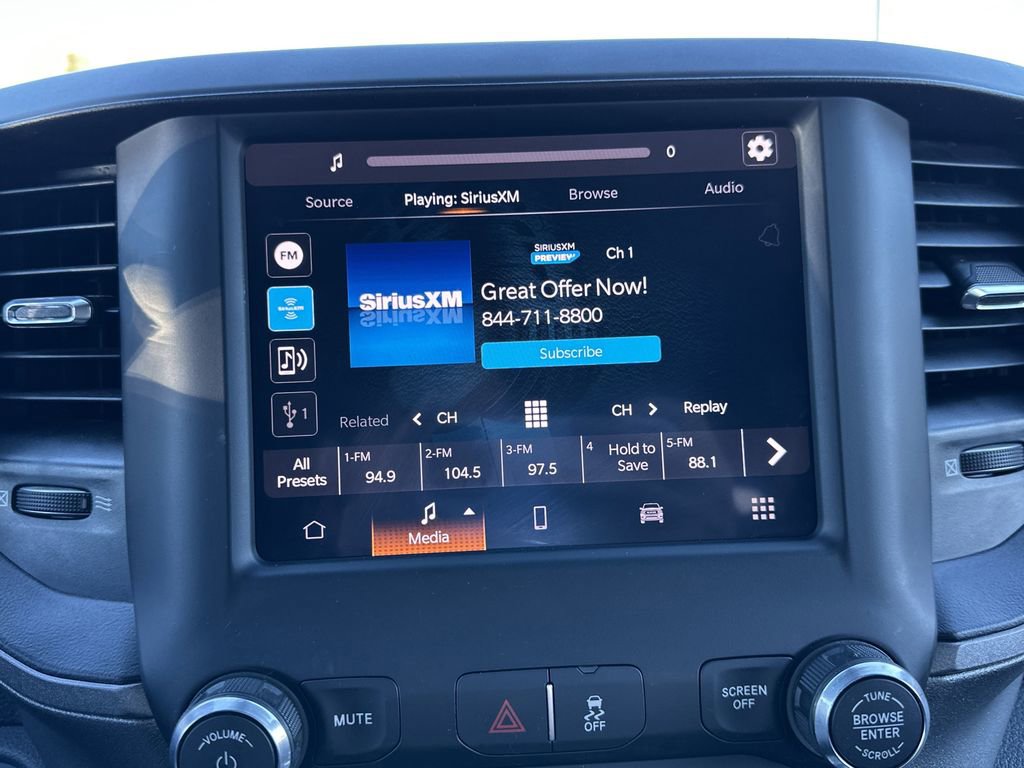 0
Source
Playing: SiriusXM
Browse
Audio
FM
SIRIUSXM
PREVIEW
Ch 1
SiriusXM
Great Offer Now!
844-711-8800
Subscribe
SIRIUSXM
1
Related
CH
CH
Replay
All
Presets
1-FM
94.9
2-FM
104.5
3-FM
97.5
4
Hold to
Save
5-FM
88.1
Media
VOLUME
MUTE
OFF
SCREEN
OFF
TUNE
BROWSE
ENTER
SCROLL